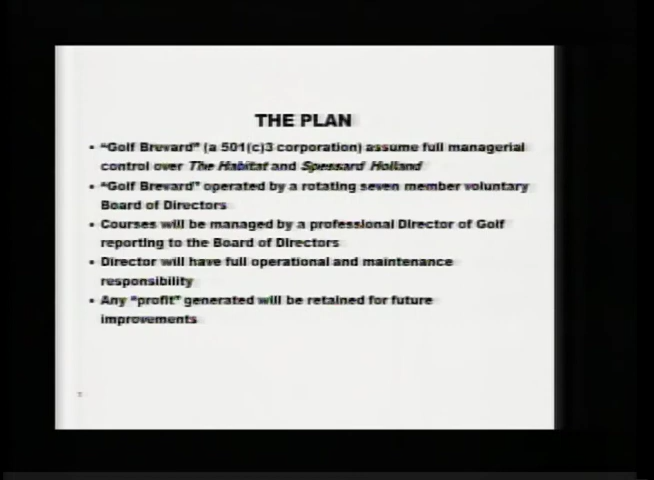 THE PLAN
• "Golf Brevard" (a 501(c)3 corporation) assume full managerial
control over The Habitat and Spessard Holland
• "Golf Brevard" operated by a rotating seven member voluntary
Board of Directors
• Courses will be managed by a professional Director of Golf
reporting to the Board of Directors
• Director will have full operational and maintenance
responsibility
• Any "profit" generated will be retained for future
improvements